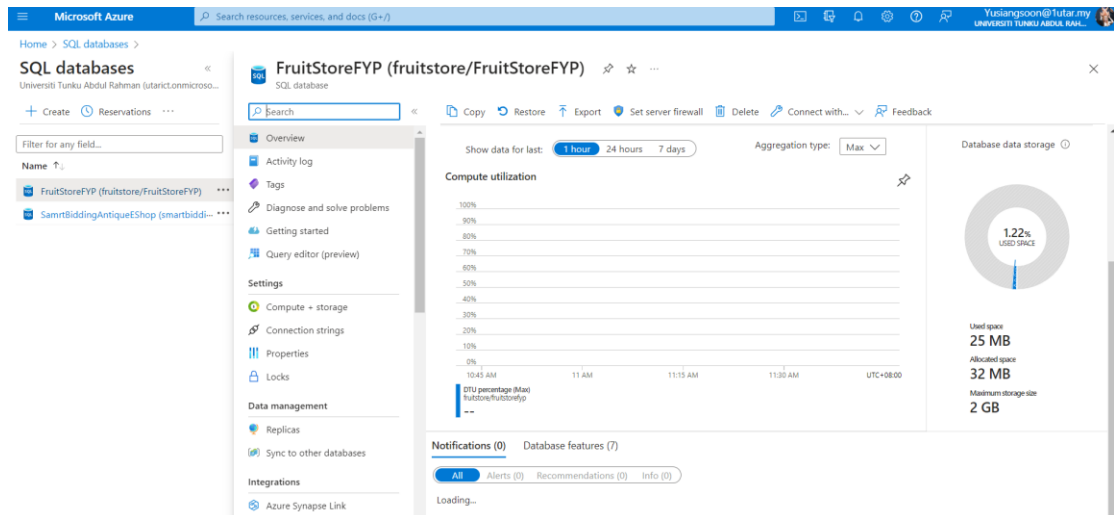 Microsoft Azure
Search resources, services, and docs (G+/)
Yusiangsoon@1utar.my
UNIVERSITI TUNKU ABDUL RAH...
Home > SQL databases >
SQL databases
Universiti Tunku Abdul Rahman (utarict.onmicroso...
Create
Reservations
Filter for any field...
Name
FruitStoreFYP (fruitstore/FruitStoreFYP)
SamrtBiddingAntiqueEShop (smartbiddi...
SQL
FruitStoreFYP (fruitstore/FruitStoreFYP)
SQL database
Search
Overview
Activity log
Tags
Diagnose and solve problems
Getting started
Query editor (preview)
Settings
Compute + storage
Connection strings
Properties
Locks
Data management
Replicas
Sync to other databases
Integrations
Azure Synapse Link
Copy
Restore
Export
Set server firewall
Delete
Connect with...
Feedback
Show data for last:
1 hour
24 hours
7 days
Aggregation type:
Max
Compute utilization
100%
90%
80%
70%
60%
50%
40%
30%
20%
10%
0%
10:45 AM
11 AM
11:15 AM
11:30 AM
UTC+08:00
DTU percentage (Max)
fruitstore/fruitstorefyp
--
Database data storage
1.22%
USED SPACE
Used space
25 MB
Allocated space
32 MB
Maximum storage size
2 GB
Notifications (0)
Database features (7)
All
Alerts (0)
Recommendations (0)
Info (0)
Loading...